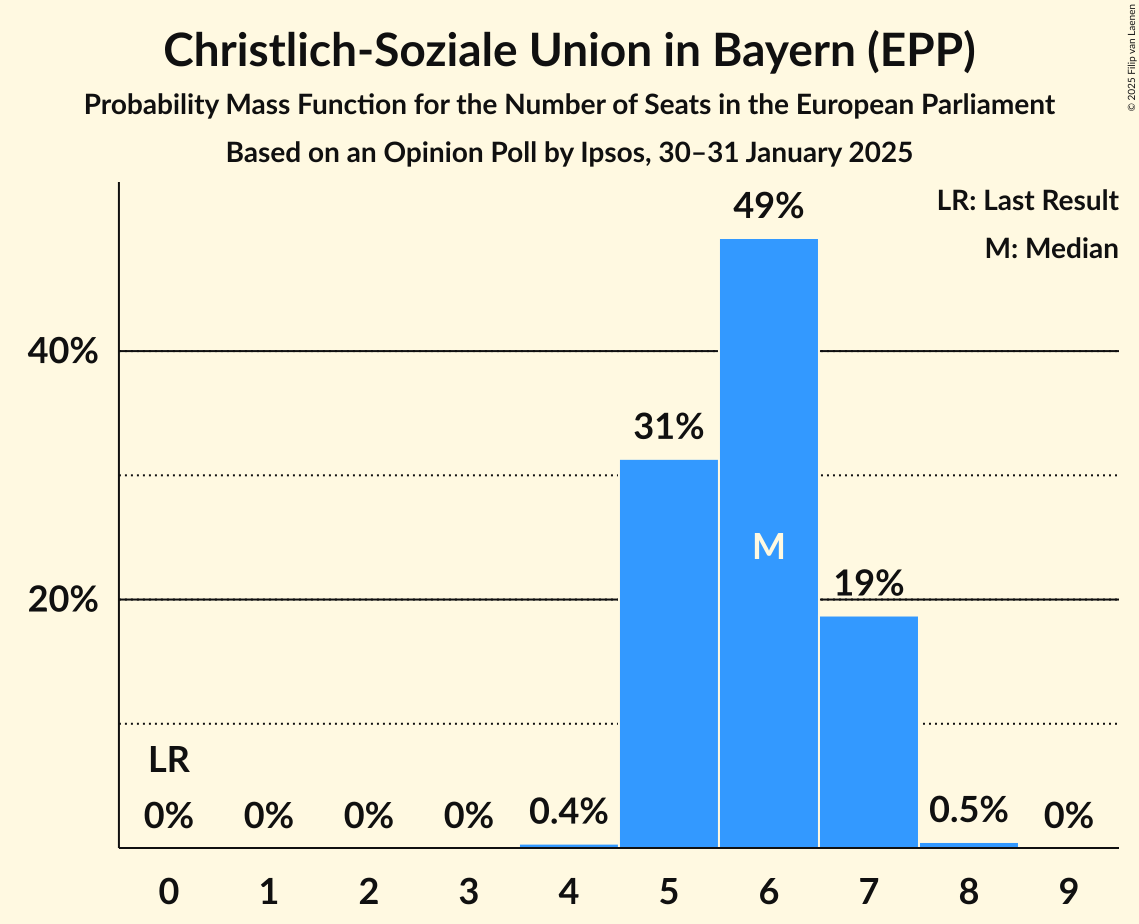 Christlich-Soziale Union in Bayern (EPP)
Probability Mass Function for the Number of Seats in the European Parliament
Based on an Opinion Poll by Ipsos, 30–31 January 2025
© 2025 Filip van Laenen
LR: Last Result
M: Median
49%
40%
31%
M
20%
19%
LR
0% 0% 0% 0% 0.4% 0.5% 0%
0 1 2 3 4 5 6 7 8 9